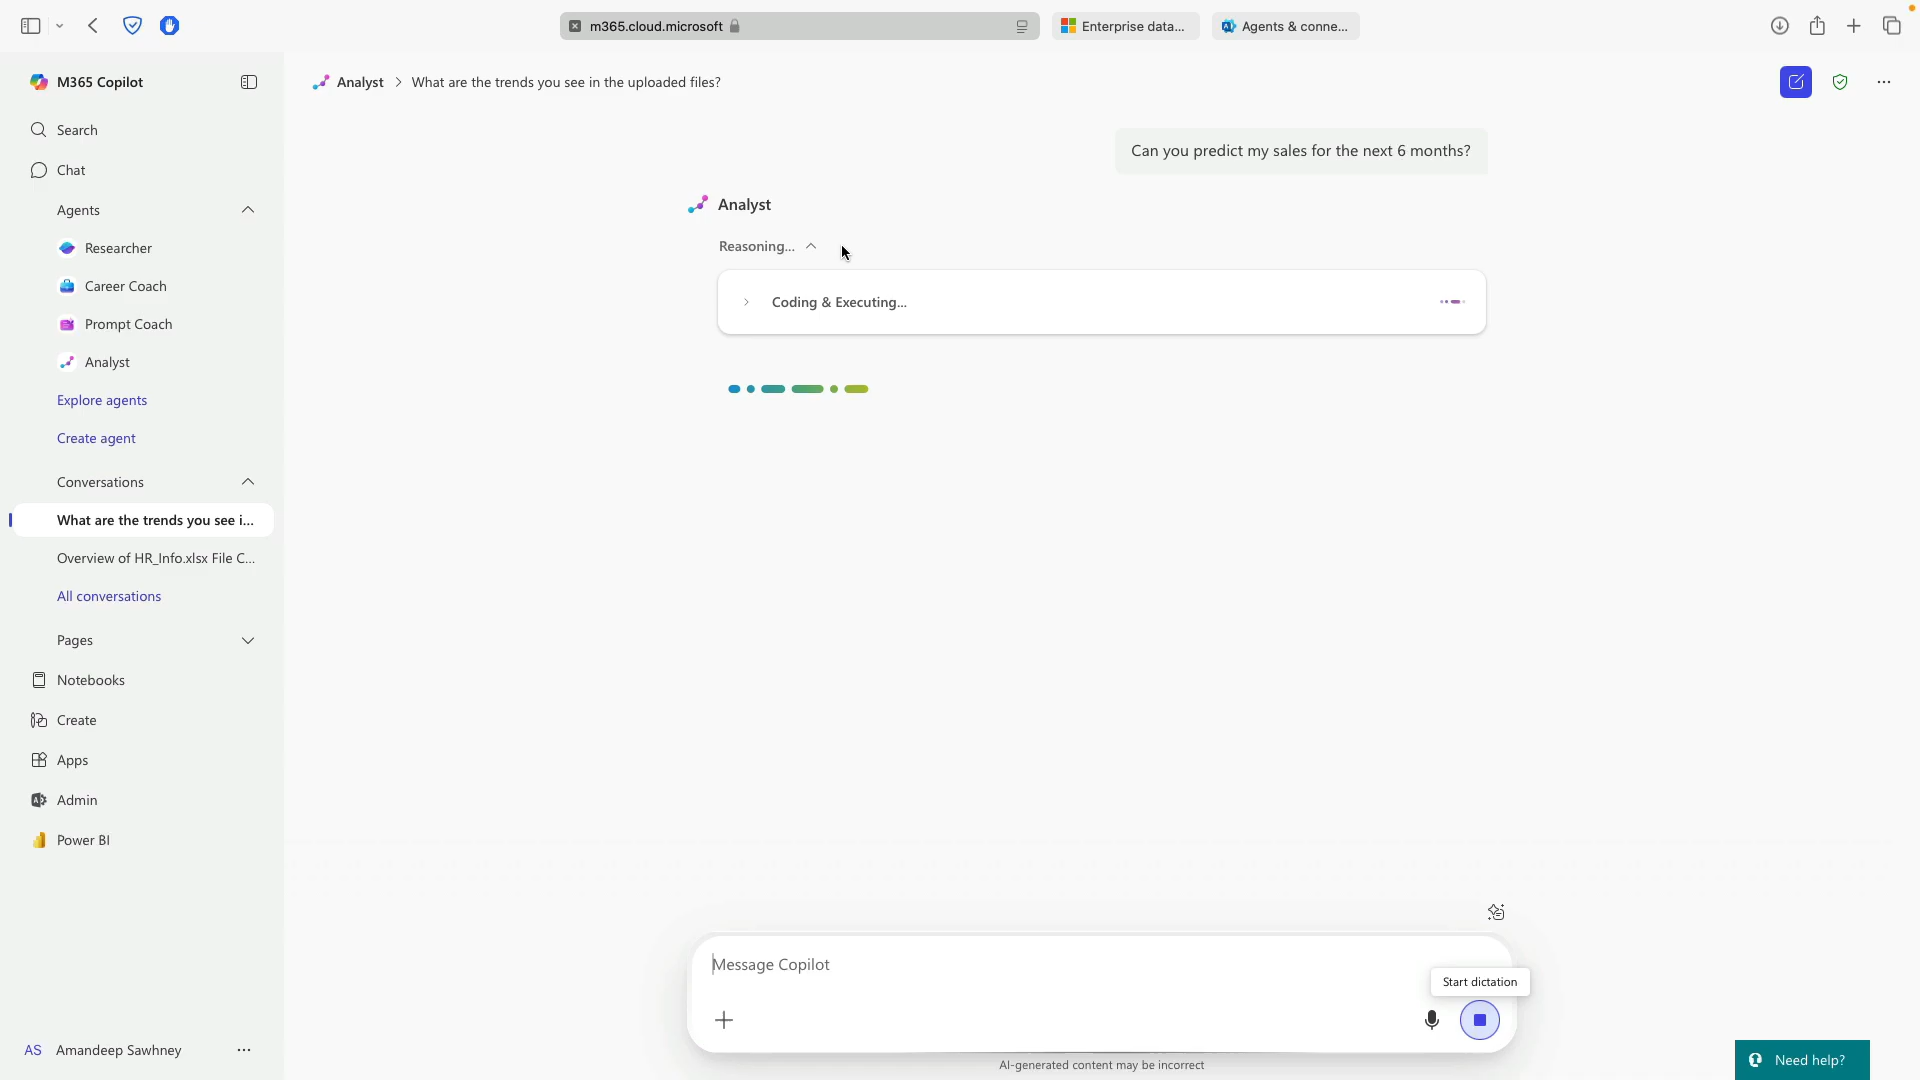 m365.cloud.microsoft
Enterprise data...
Agents & conne...
M365 Copilot
Search
Chat
Agents
Researcher
Career Coach
Prompt Coach
Analyst
Explore agents
Create agent
Conversations
What are the trends you see i...
Overview of HR_Info.xlsx File C...
All conversations
Pages
Notebooks
Create
Apps
Admin
Power BI
AS Amandeep Sawhney
Analyst > What are the trends you see in the uploaded files?
Can you predict my sales for the next 6 months?
Analyst
Reasoning...
Coding & Executing...
Message Copilot
Start dictation
AI-generated content may be incorrect
Need help?